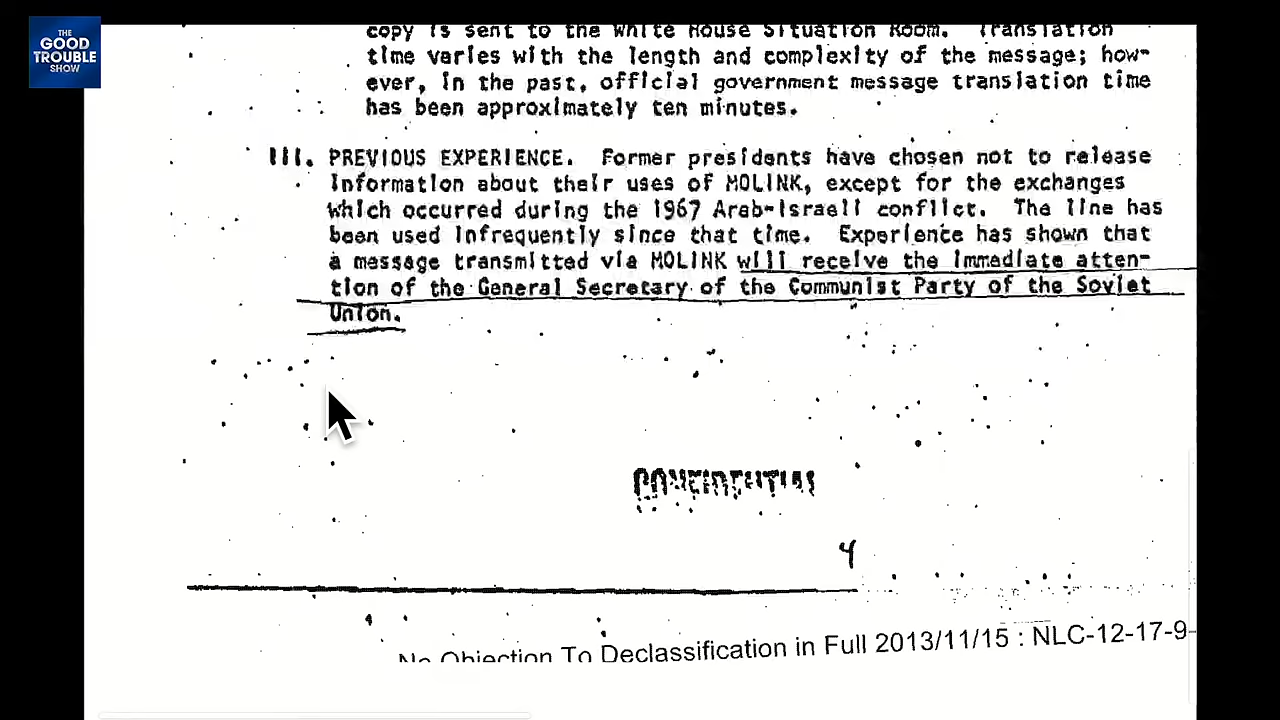 THE
GOOD
TROUBLE
SHOW
copy is sent to the White House Situation Room. Translation
time varies with the length and complexity of the message; how-
ever, in the past, official government message translation time
has been approximately ten minutes.
III. PREVIOUS EXPERIENCE. Former presidents have chosen not to release
information about their uses of MOLINK, except for the exchanges
which occurred during the 1967 Arab-Israeli conflict. The line has
been used infrequently since that time. Experience has shown that
a message transmitted via MOLINK will receive the immediate atten-
tion of the General Secretary of the Communist Party of the Soviet
Union.
CONFIDENTIAL
4
No Objection To Declassification in Full 2013/11/15 : NLC-12-17-9-